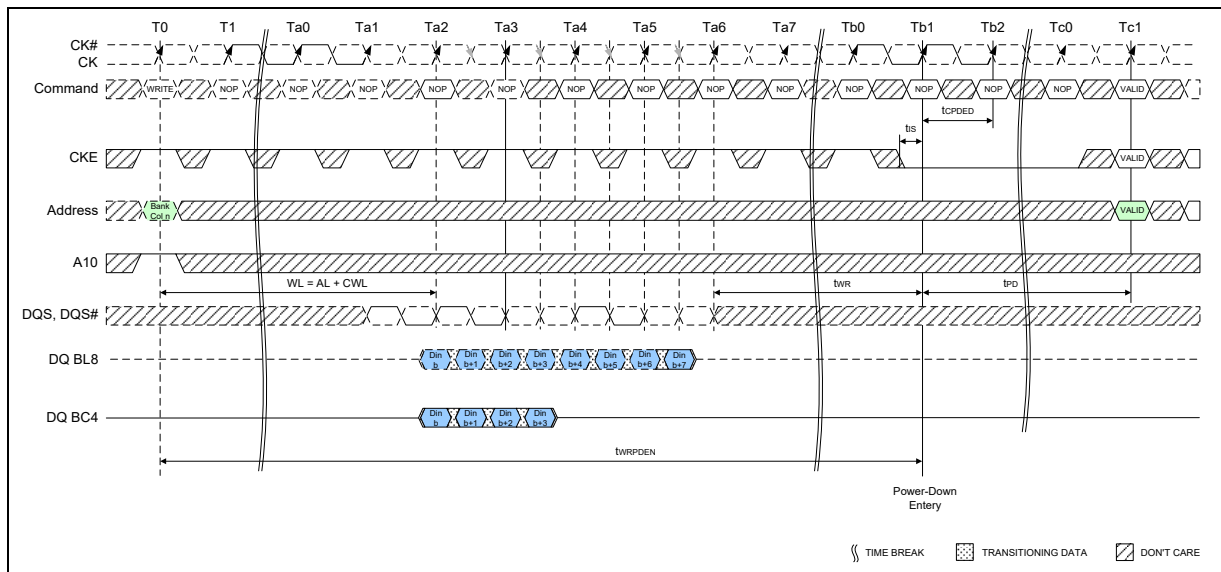 T0 T1 Ta0 Ta1 Ta2 Ta3 Ta4 Ta5 Ta6 Ta7 Tb0 Tb1 Tb2 Tc0 Tc1
CK#
CK
Command WRITE NOP NOP NOP NOP NOP NOP NOP NOP NOP NOP NOP NOP NOP VALID
tCPDED
tIS
CKE VALID
Address Bank Col n VALID
A10
WL = AL + CWL tWR tPD
DQS, DQS#
DQ BL8 Din b Din b+1 Din b+2 Din b+3 Din b+4 Din b+5 Din b+6 Din b+7
DQ BC4 Din b Din b+1 Din b+2 Din b+3
tWRPDEN
Power-Down
Entery
TIME BREAK TRANSITIONING DATA DON'T CARE